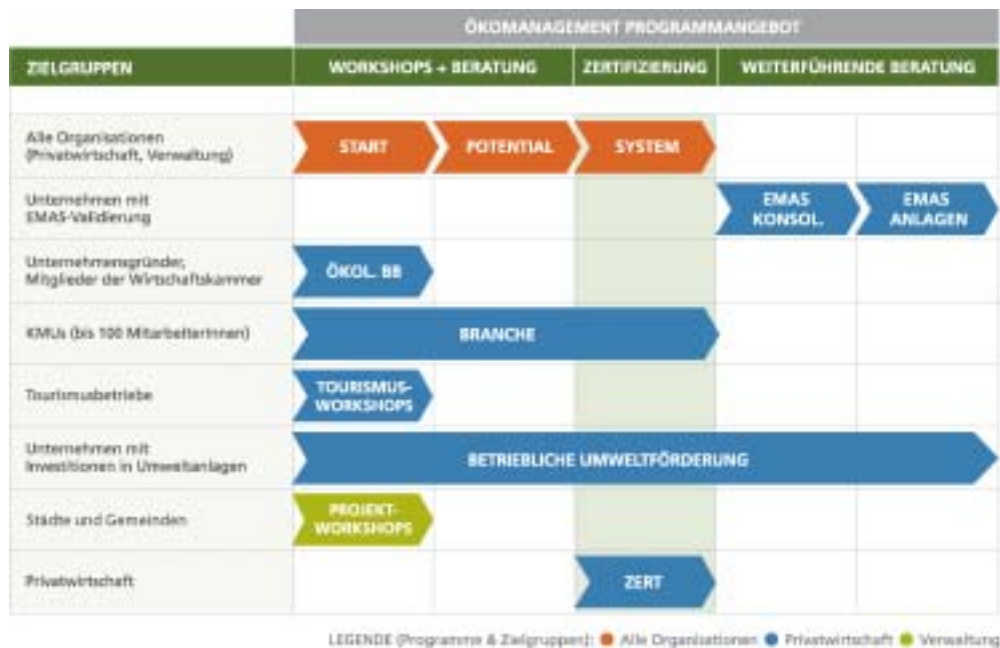 ÖKOMANAGEMENT PROGRAMMANGEBOT
ZIELGRUPPEN
WORKSHOPS + BERATUNG
ZERTIFIZIERUNG
WEITERFÜHRENDE BERATUNG
Alle Organisationen
(Privatwirtschaft, Verwaltung)
START
POTENTIAL
SYSTEM
Unternehmen mit
EMAS-Validierung
EMAS
KONSOL.
EMAS
ANLAGEN
Unternehmensgründer,
Mitglieder der Wirtschaftskammer
ÖKOL. BB
KMUs (bis 100 MitarbeiterInnen)
BRANCHE
Tourismusbetriebe
TOURISMUS-
WORKSHOPS
Unternehmen mit
Investitionen in Umweltanlagen
BETRIEBLICHE UMWELTFÖRDERUNG
Städte und Gemeinden
PROJEKT-
WORKSHOPS
Privatwirtschaft
ZERT
LEGENDE (Programme & Zielgruppen): Alle Organisationen Privatwirtschaft Verwaltung